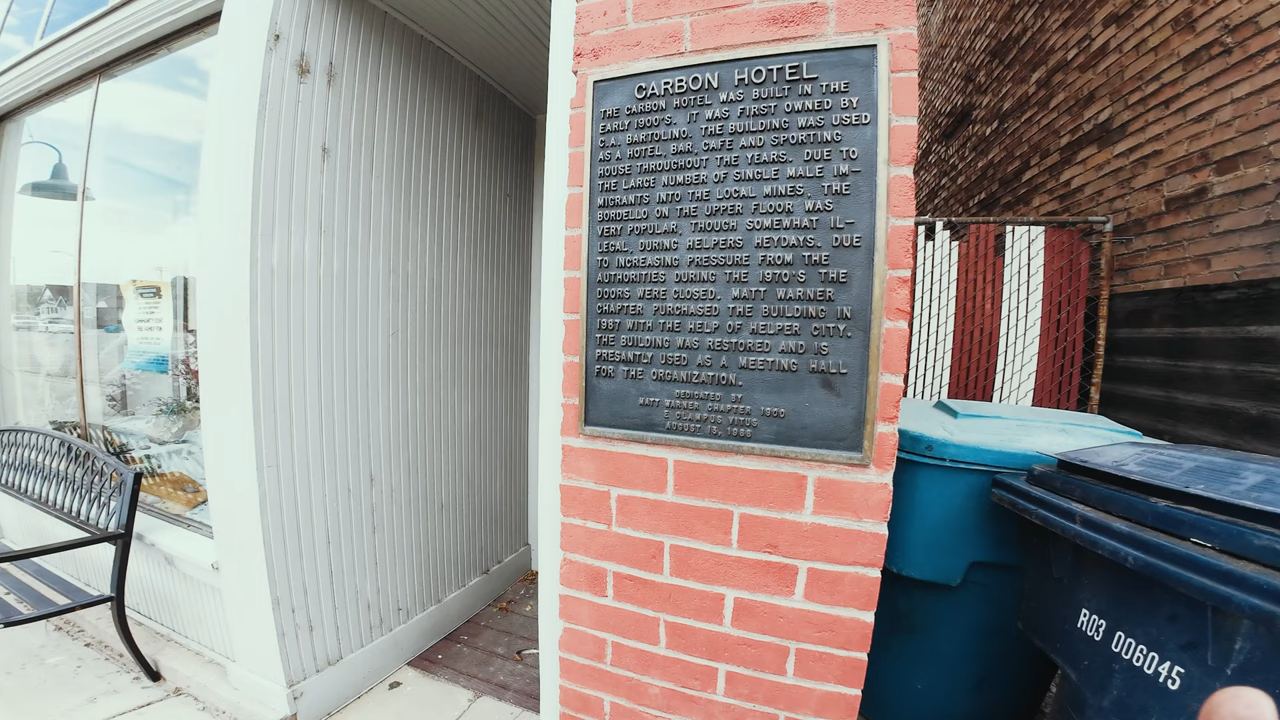 CARBON HOTEL
THE CARBON HOTEL WAS BUILT IN THE
EARLY 1900'S. IT WAS FIRST OWNED BY
C.A. BARTOLINO. THE BUILDING WAS USED
AS A HOTEL, BAR, CAFE AND SPORTING
HOUSE THROUGHOUT THE YEARS. DUE TO
THE LARGE NUMBER OF SINGLE MALE IM-
MIGRANTS INTO THE LOCAL MINES, THE
BORDELLO ON THE UPPER FLOOR WAS
VERY POPULAR, THOUGH SOMEWHAT IL-
LEGAL, DURING HELPERS HEYDAYS. DUE
TO INCREASING PRESSURE FROM THE
AUTHORITIES DURING THE 1970'S THE
DOORS WERE CLOSED. MATT WARNER
CHAPTER PURCHASED THE BUILDING IN
1987 WITH THE HELP OF HELPER CITY.
THE BUILDING WAS RESTORED AND IS
PRESANTLY USED AS A MEETING HALL
FOR THE ORGANIZATION.
DEDICATED BY
MATT WARNER CHAPTER 1900
E CLAMPUS VITUS
AUGUST 13, 1988
R03 006045